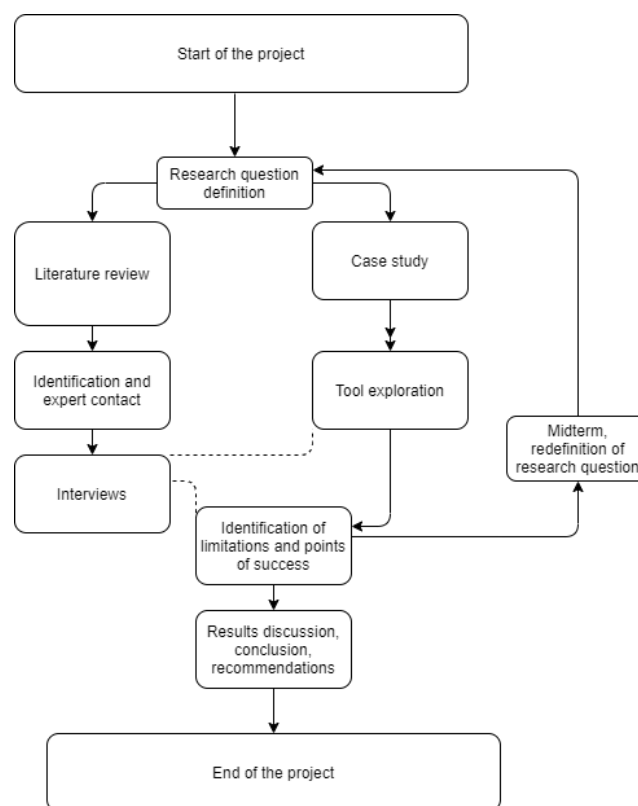 Start of the project
Research question
definition
Literature review
Case study
Identification and
expert contact
Tool exploration
Midterm,
redefinition of
research question
Interviews
Identification of
limitations and points
of success
Results discussion,
conclusion,
recommendations
End of the project